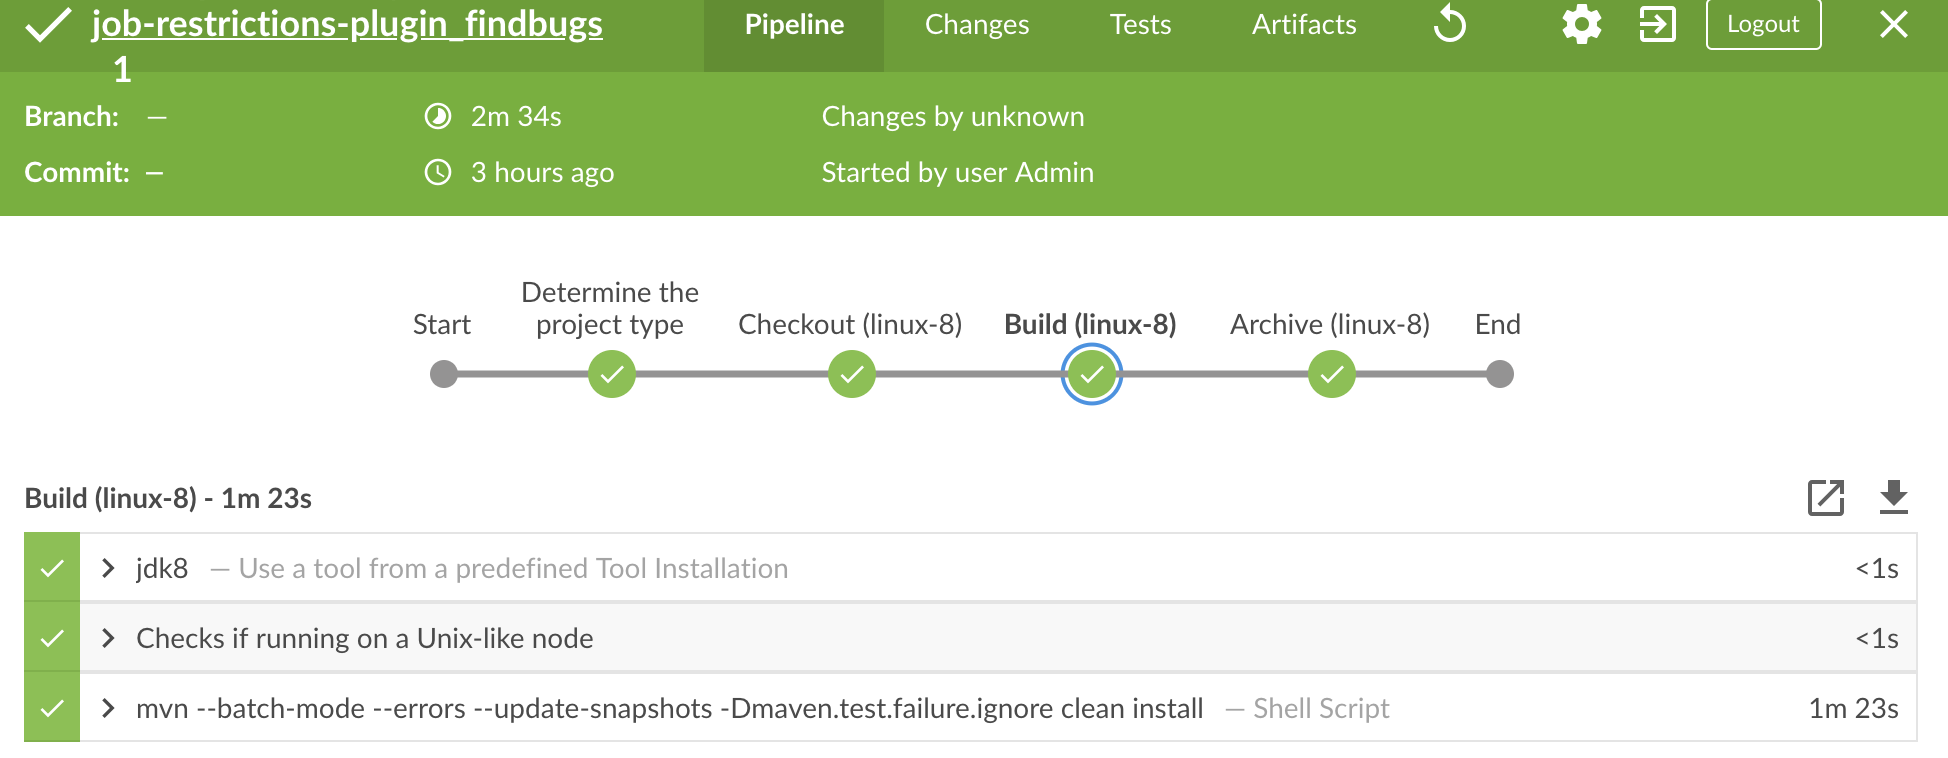 job-restrictions-plugin_findbugs
1
Pipeline
Changes
Tests
Artifacts
Logout
Branch: —
2m 34s
Changes by unknown
Commit: —
3 hours ago
Started by user Admin
Start
Determine the
project type
Checkout (linux-8)
Build (linux-8)
Archive (linux-8)
End
Build (linux-8) - 1m 23s
jdk8 — Use a tool from a predefined Tool Installation <1s
Checks if running on a Unix-like node <1s
mvn --batch-mode --errors --update-snapshots -Dmaven.test.failure.ignore clean install — Shell Script 1m 23s